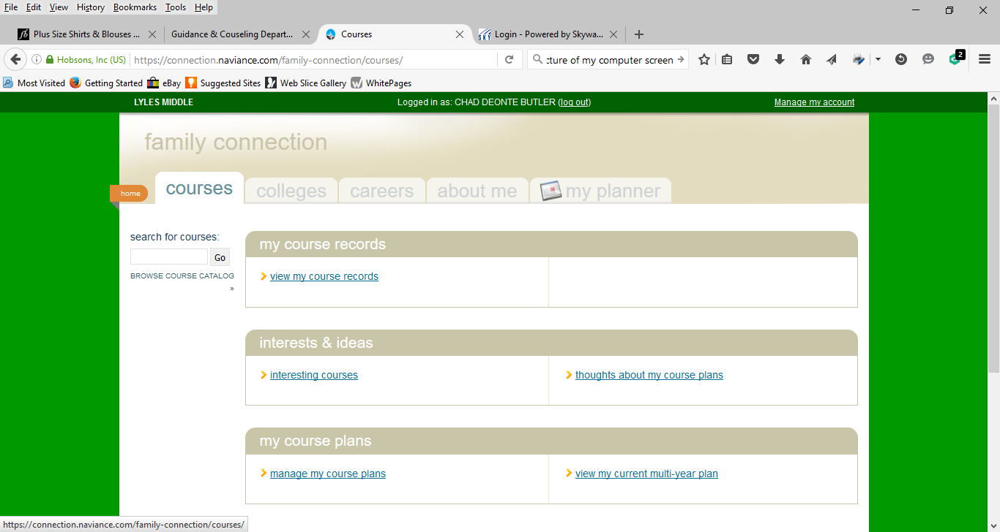 File Edit View History Bookmarks Tools Help
Plus Size Shirts & Blouses ... Guidance & Couseling Depart... Courses SKY Login - Powered by Skywa...
Hobsons, Inc (US) https://connection.naviance.com/family-connection/courses/ cture of my computer screen 2
Most Visited Getting Started eBay Suggested Sites Web Slice Gallery WhitePages
LYLES MIDDLE Logged in as: CHAD DEONTE BUTLER (log out) Manage my account
family connection
home courses colleges careers about me my planner
search for courses:
Go
BROWSE COURSE CATALOG
»
my course records
view my course records
interests & ideas
interesting courses thoughts about my course plans
my course plans
manage my course plans view my current multi-year plan
https://connection.naviance.com/family-connection/courses/